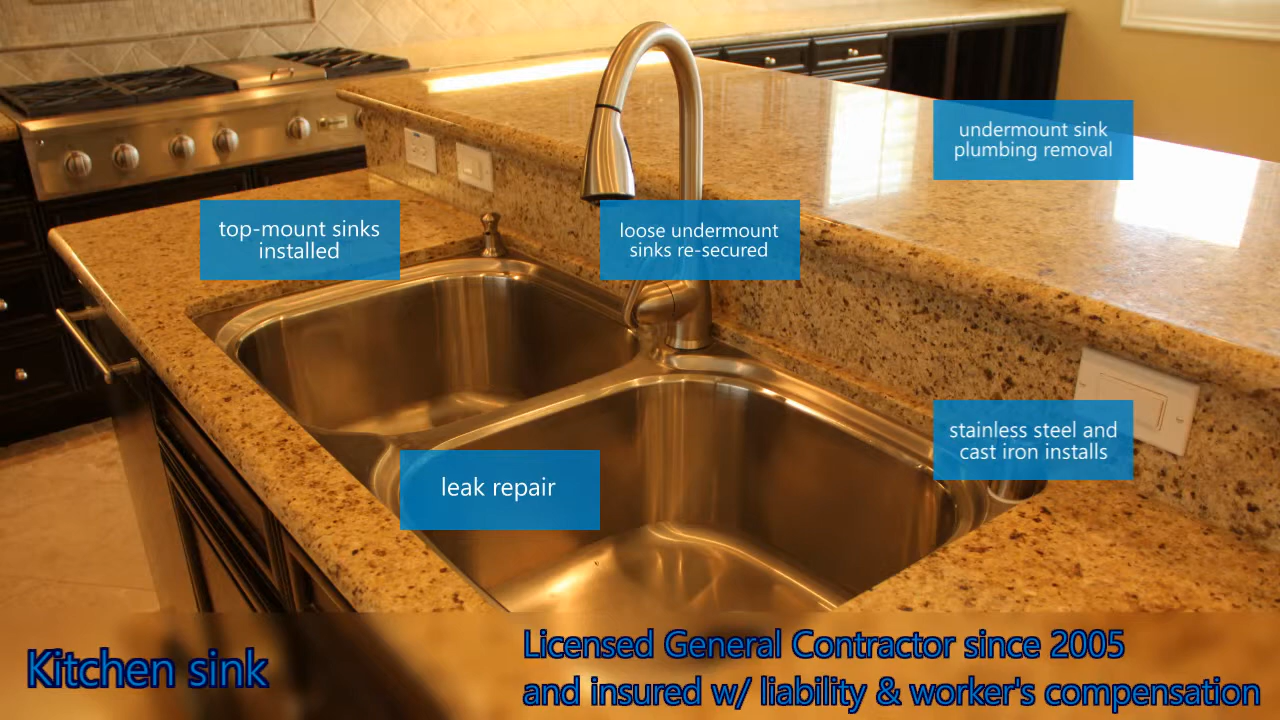 undermount sink
plumbing removal
top-mount sinks
installed
loose undermount
sinks re-secured
stainless steel and
cast iron installs
leak repair
Kitchen sink
Licensed General Contractor since 2005
and insured w/ liability & worker's compensation